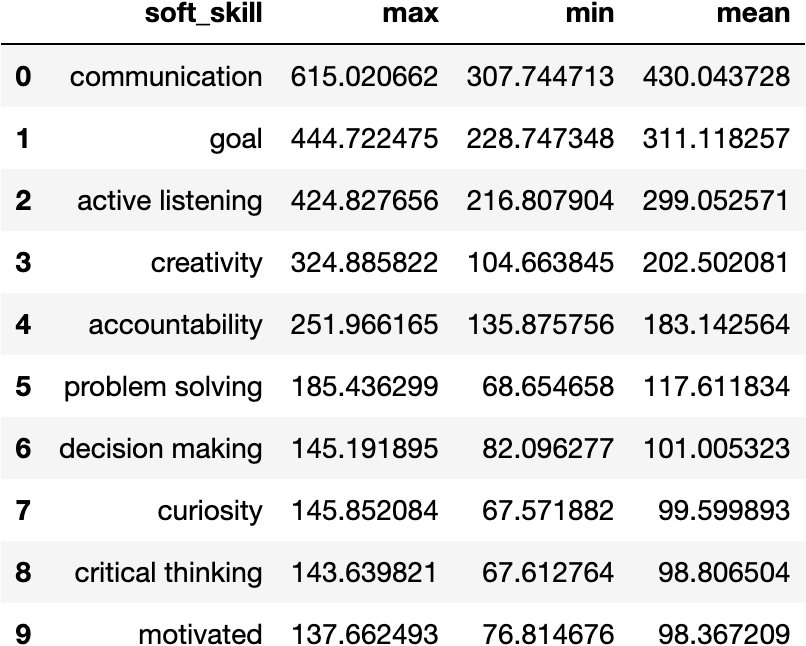 soft_skill max min mean
0 communication 615.020662 307.744713 430.043728
1 goal 444.722475 228.747348 311.118257
2 active listening 424.827656 216.807904 299.052571
3 creativity 324.885822 104.663845 202.502081
4 accountability 251.966165 135.875756 183.142564
5 problem solving 185.436299 68.654658 117.611834
6 decision making 145.191895 82.096277 101.005323
7 curiosity 145.852084 67.571882 99.599893
8 critical thinking 143.639821 67.612764 98.806504
9 motivated 137.662493 76.814676 98.367209